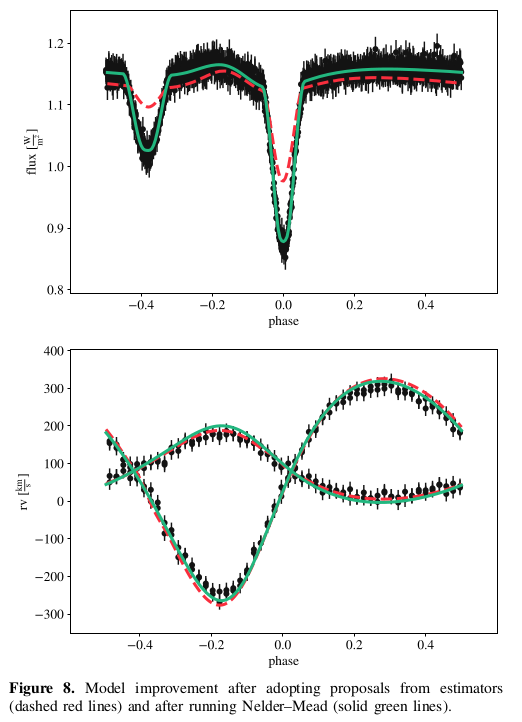 1.2
1.1
1.0
0.9
0.8
flux [W/m²]
−0.4 −0.2 0.0 0.2 0.4
phase
400
300
200
100
0
−100
−200
−300
rv [km/s]
−0.4 −0.2 0.0 0.2 0.4
phase
Figure 8. Model improvement after adopting proposals from estimators
(dashed red lines) and after running Nelder–Mead (solid green lines).